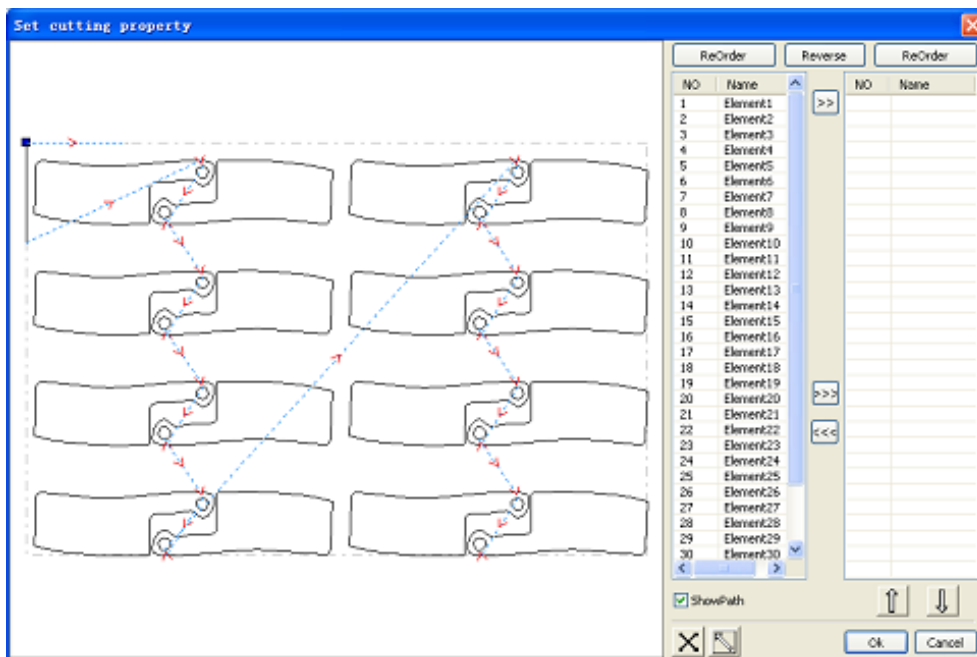 Set cutting property
ReOrder Reverse ReOrder
NO Name NO Name
>>
1 Element1
2 Element2
3 Element3
4 Element4
5 Element5
6 Element6
7 Element7
8 Element8
9 Element9
10 Element10
11 Element11
12 Element12
13 Element13
14 Element14
15 Element15
16 Element16
17 Element17
18 Element18
19 Element19
20 Element20
>>>
21 Element21
22 Element22
<<<
23 Element23
24 Element24
25 Element25
26 Element26
27 Element27
28 Element28
29 Element29
30 Element30
ShowPath
Ok Cancel